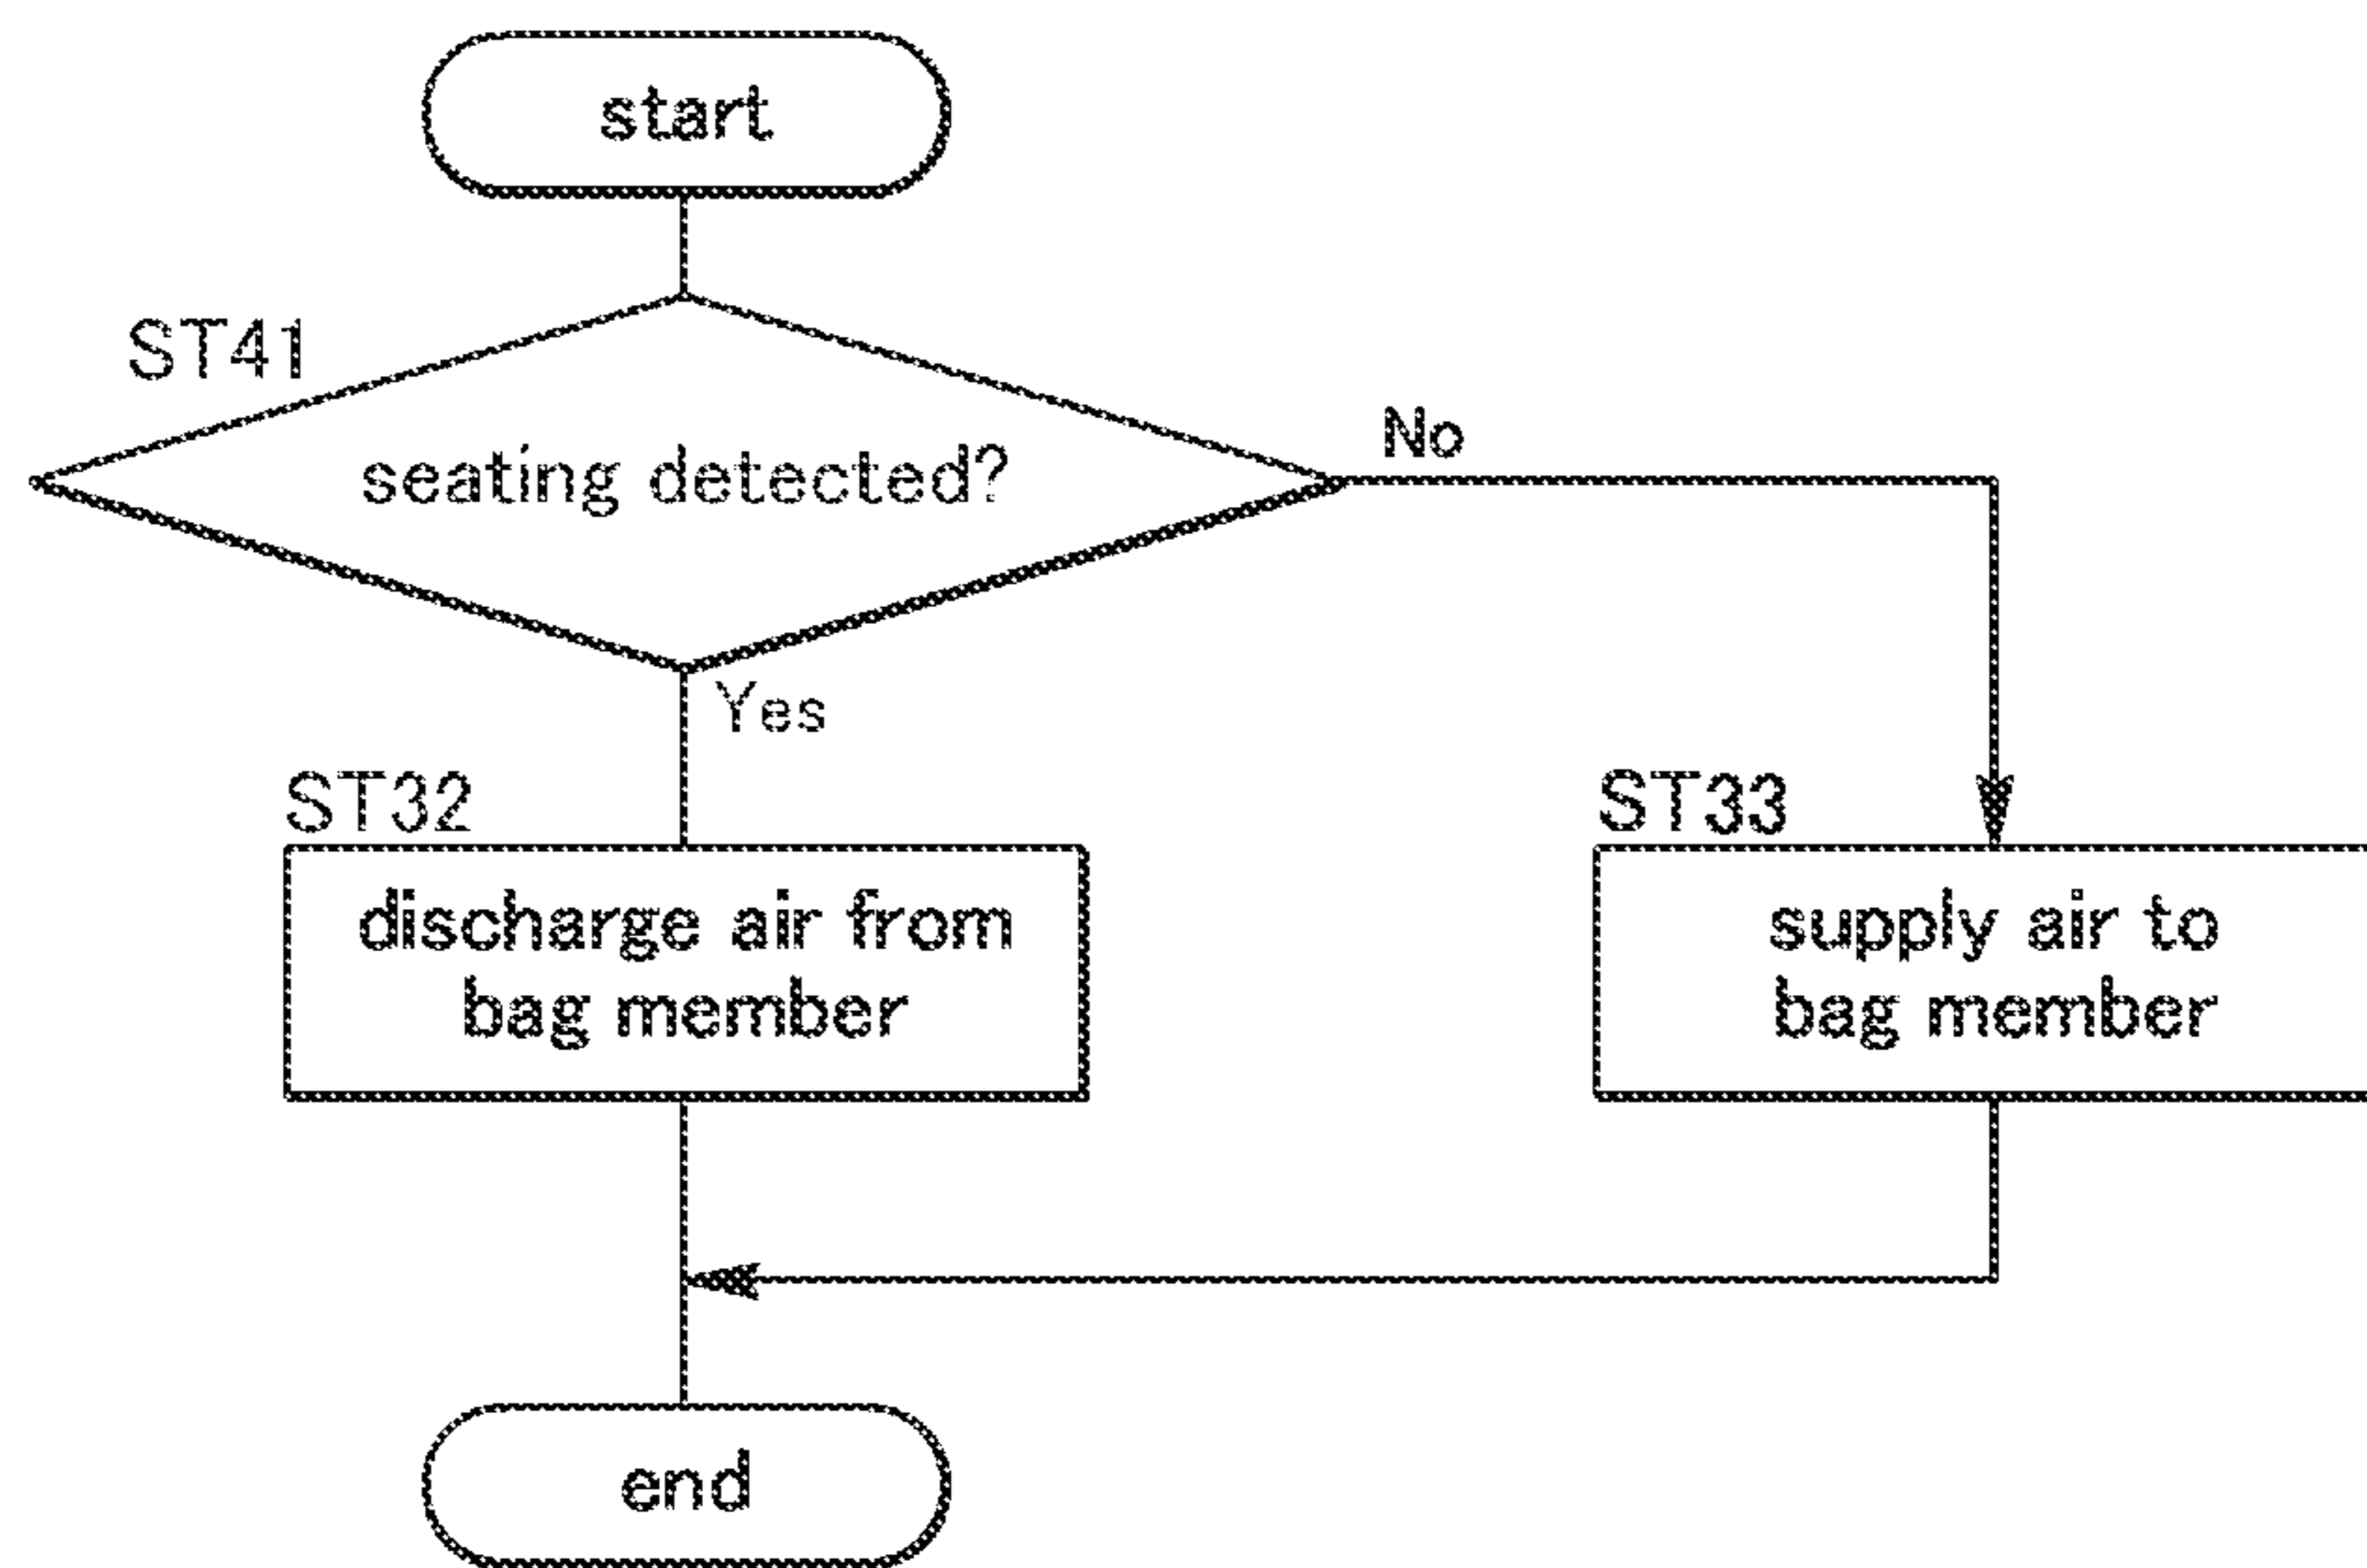 start
ST41
seating detected?
No
Yes
ST32
discharge air from
bag member
ST33
supply air to
bag member
end